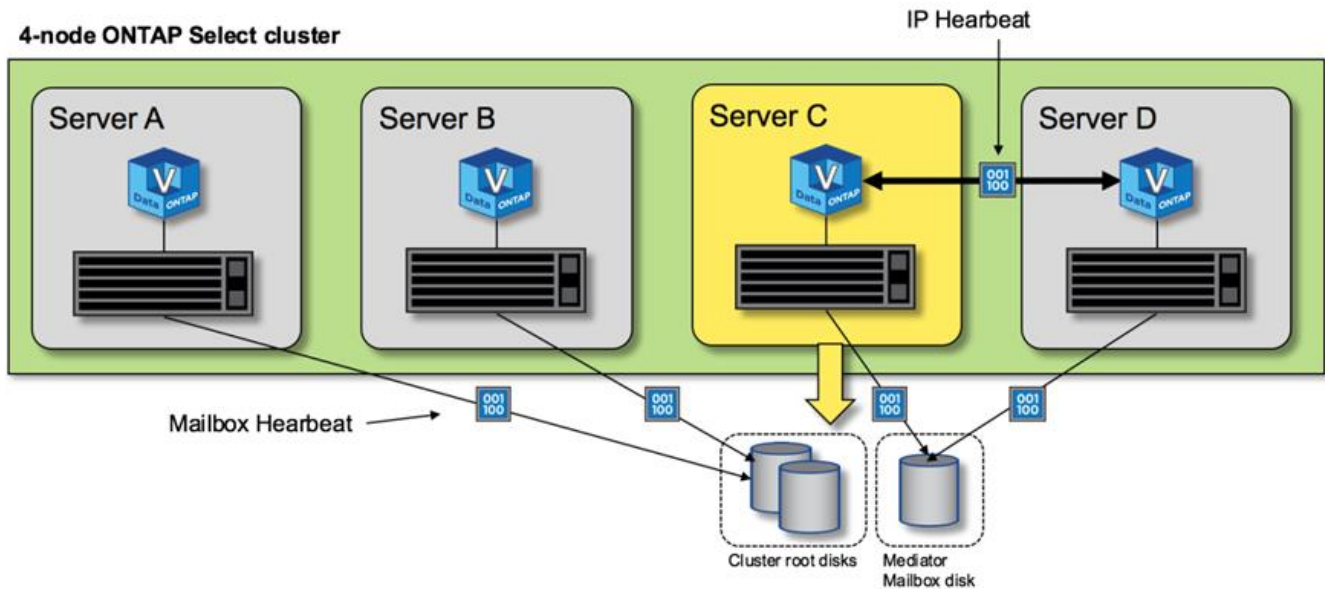 IP Hearbeat
4-node ONTAP Select cluster
Server A
Server B
Server C
Server D
V
Data ONTAP
V
Data ONTAP
V
Data ONTAP
V
Data ONTAP
001
100
001
100
001
100
001
100
001
100
Mailbox Hearbeat
Cluster root disks
Mediator
Mailbox disk